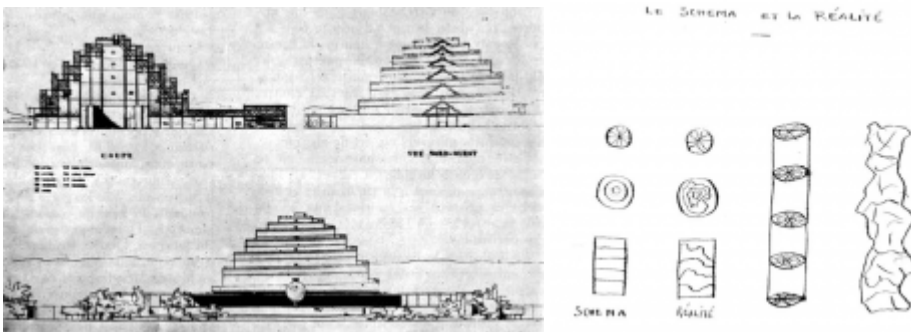 COUPE
VUE NORD-OUEST
LE SCHEMA ET LA RÉALITÉ
SCHEMA
RÉALITÉ